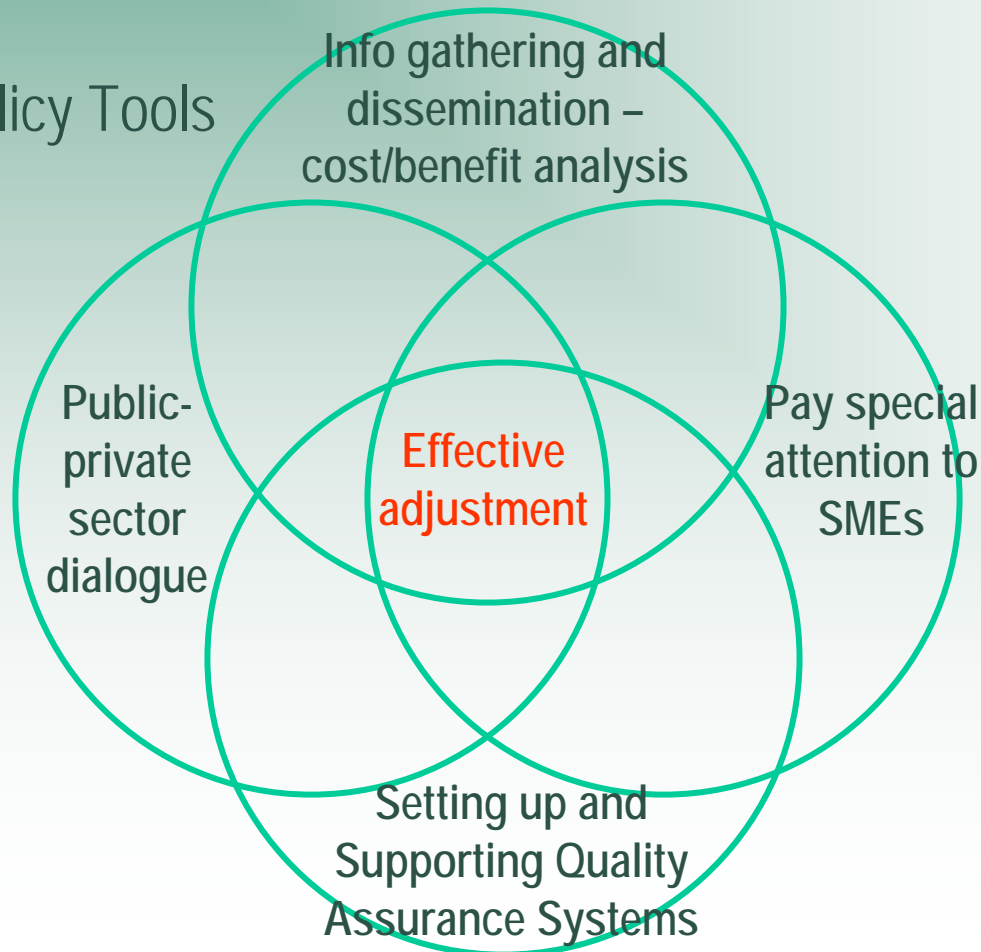 licy Tools
Info gathering and
dissemination –
cost/benefit analysis
Public-
private
sector
dialogue
Effective
adjustment
Pay special
attention to
SMEs
Setting up and
Supporting Quality
Assurance Systems